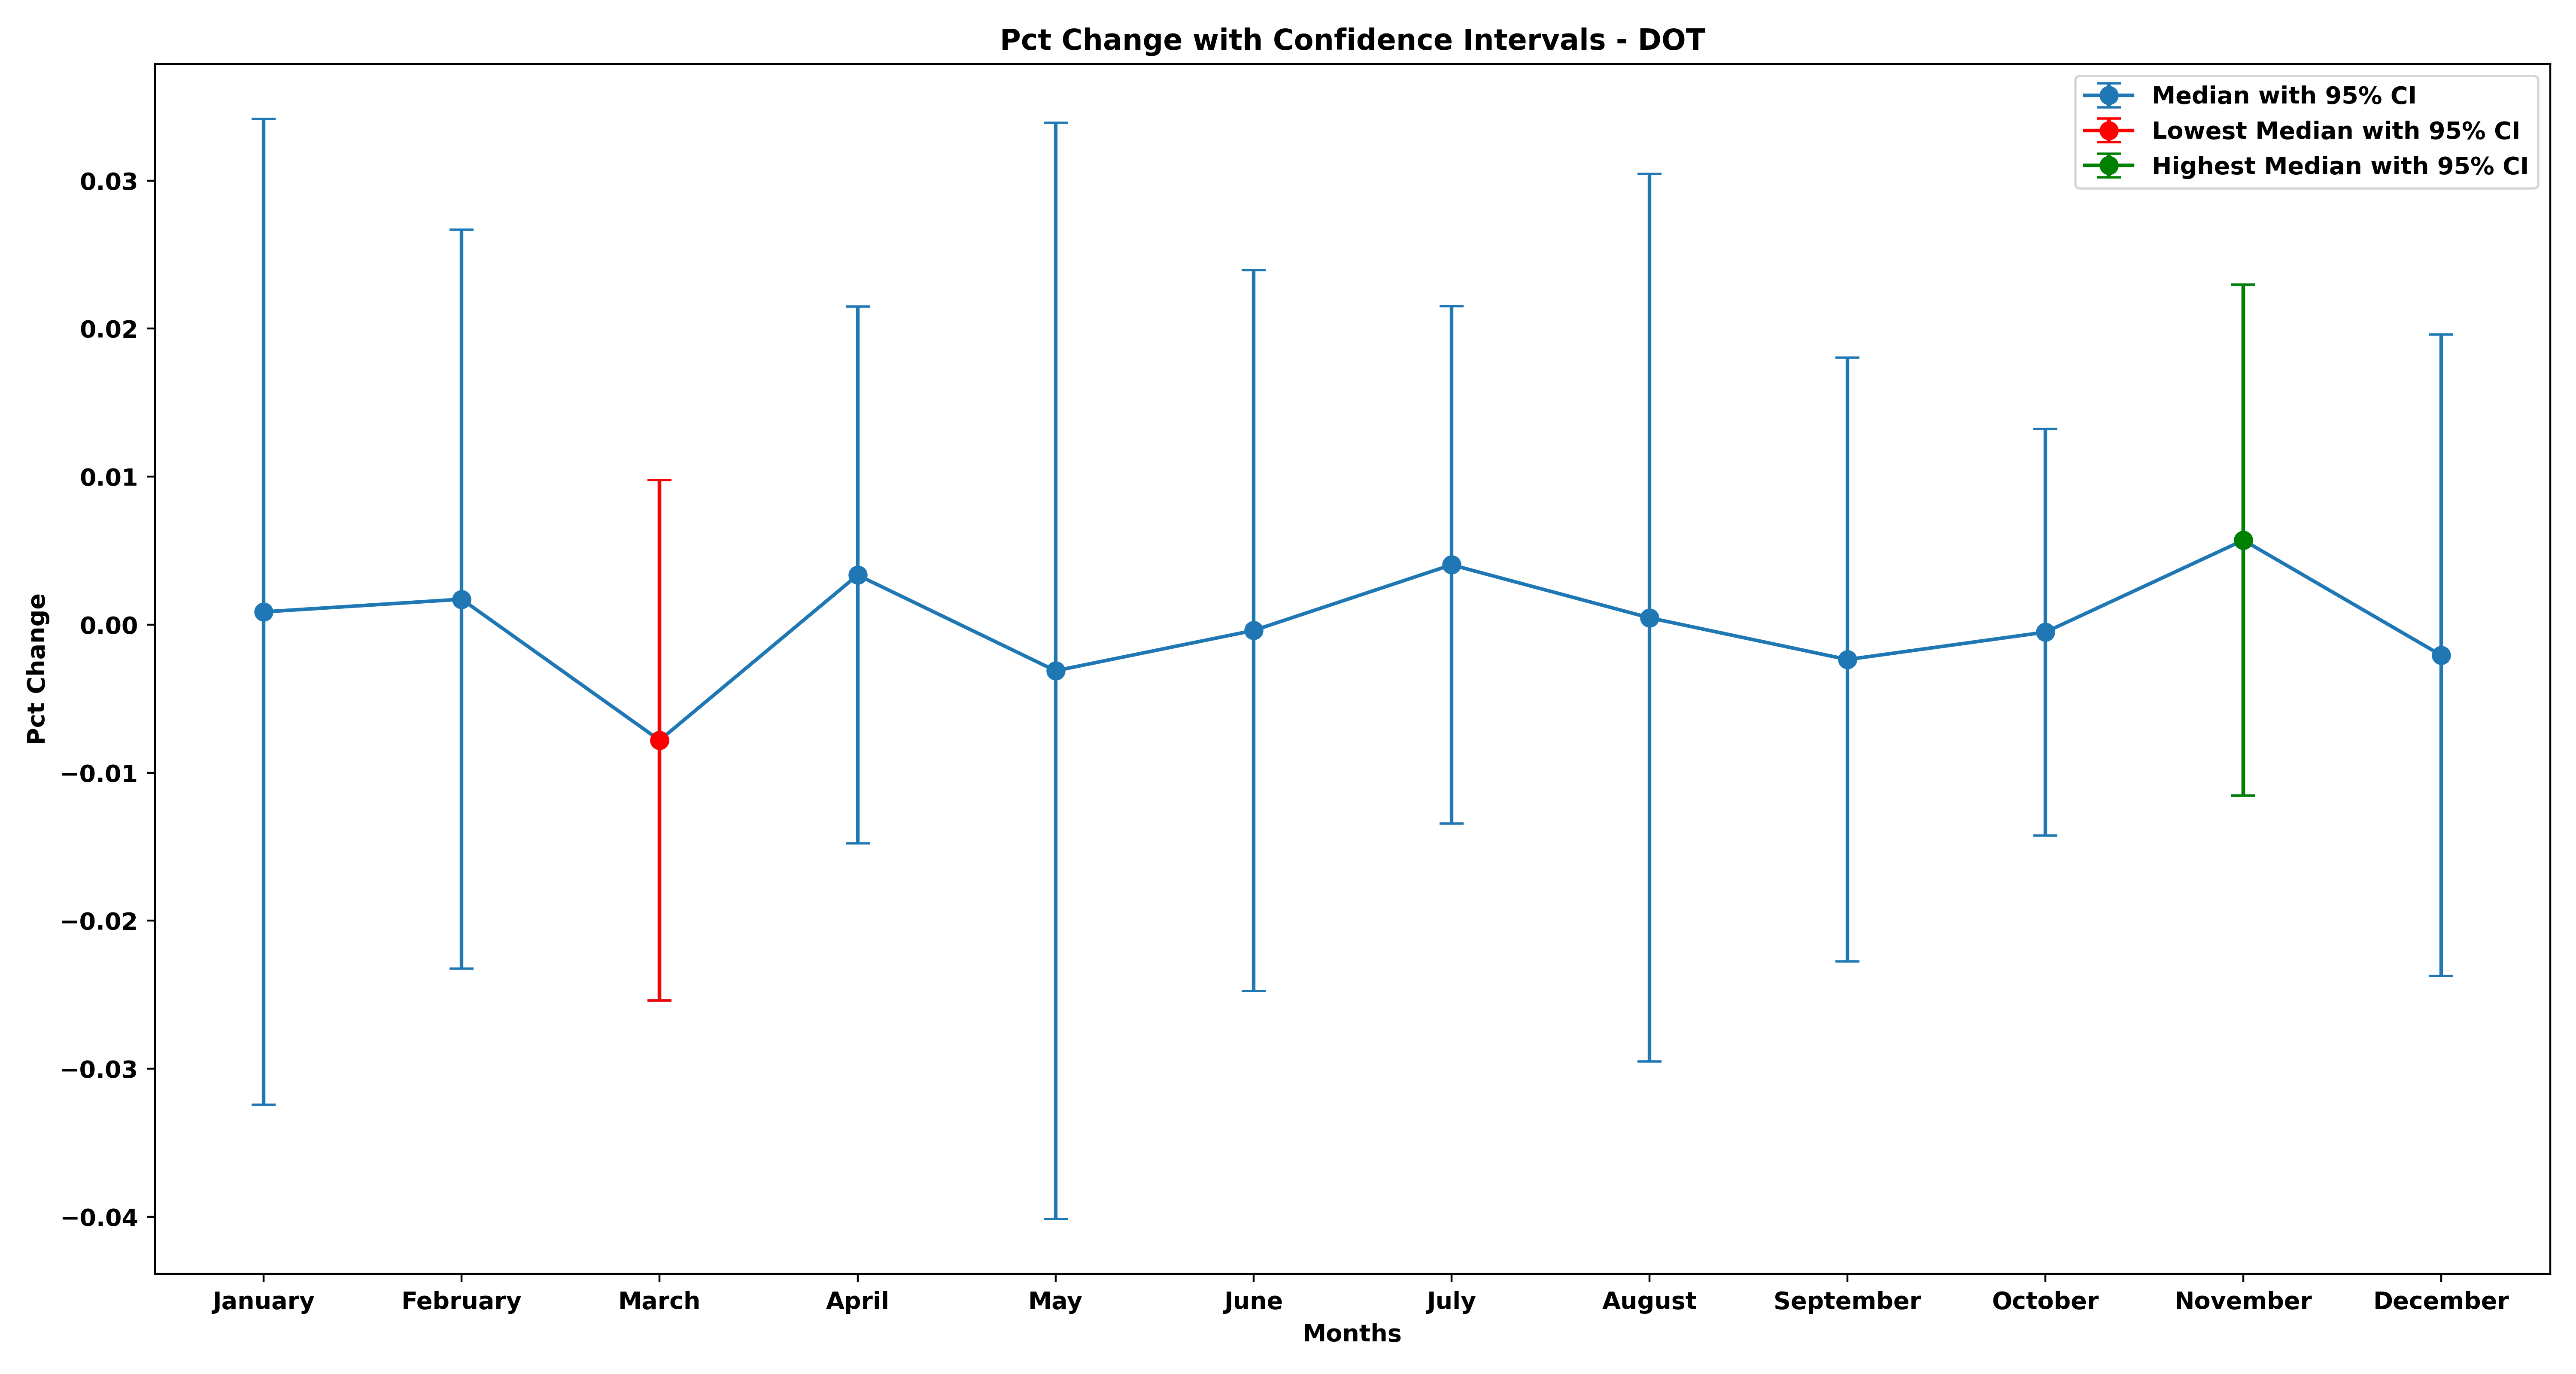 Pct Change with Confidence Intervals - DOT
Median with 95% CI
Lowest Median with 95% CI
Highest Median with 95% CI
Pct Change
0.03
0.02
0.01
0.00
−0.01
−0.02
−0.03
−0.04
January February March April May June July August September October November December
Months